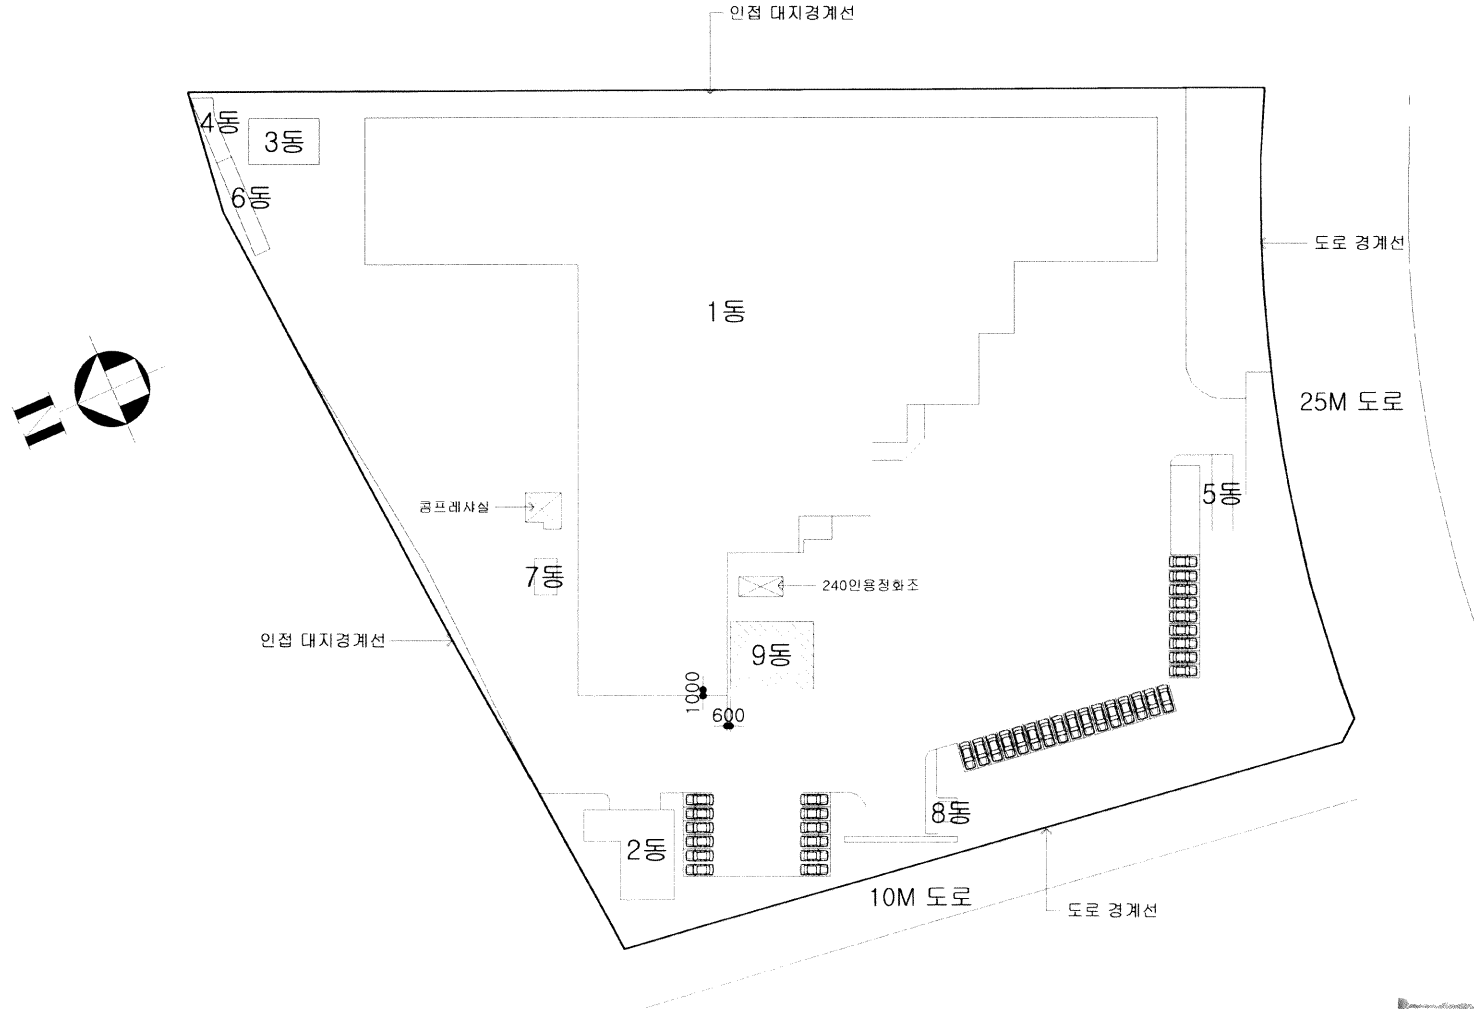 인접 대지경계선
4동
3동
6동
도로 경계선
1동
N
25M 도로
5동
콤프레샤실
7동
240인용정화조
인접 대지경계선
9동
1000
600
8동
2동
10M 도로
도로 경계선